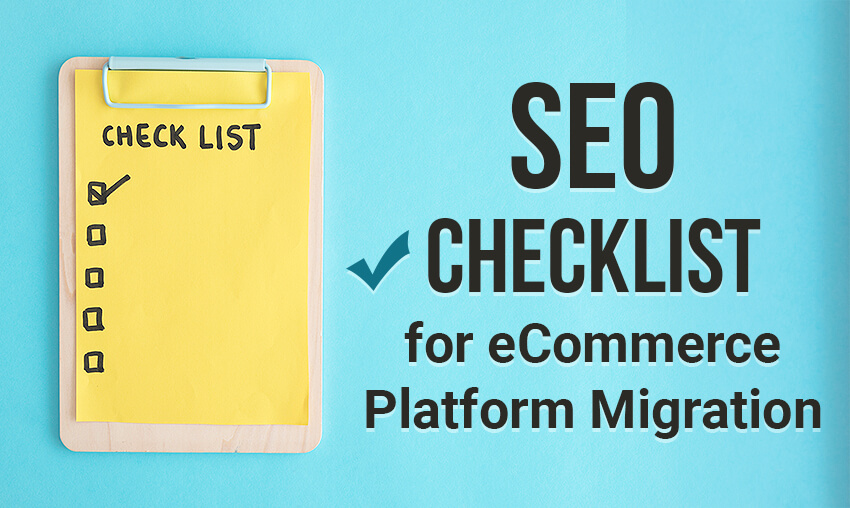 CHECK LIST
SEO
CHECKLIST
for eCommerce
Platform Migration